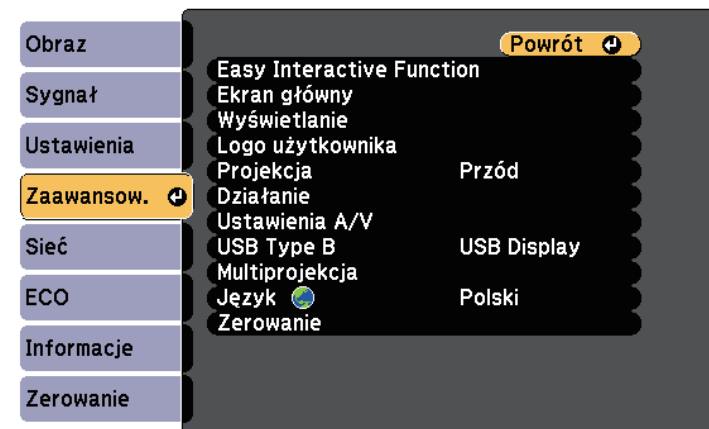 Obraz
Sygnał
Ustawienia
Zaawansow.
Sieć
ECO
Informacje
Zerowanie
Powrót
Easy Interactive Function
Ekran główny
Wyświetlanie
Logo użytkownika
Projekcja Przód
Działanie
Ustawienia A/V
USB Type B USB Display
Multiprojekcja
Język Polski
Zerowanie